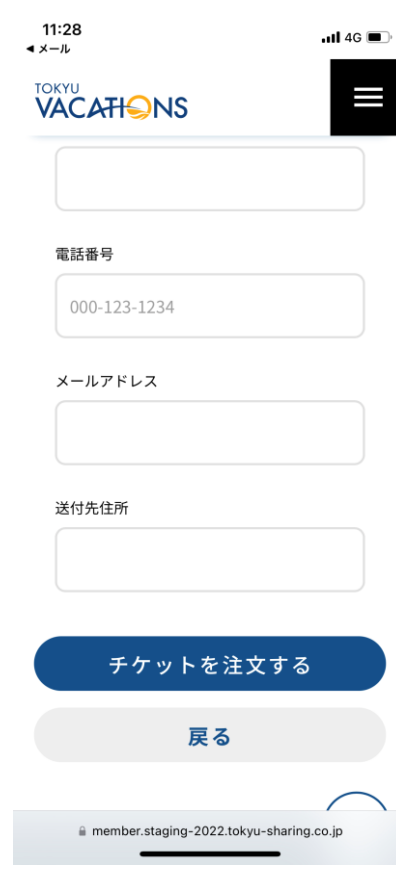 11:28
4G
◀ メール
TOKYU
VACATIONS
電話番号
000-123-1234
メールアドレス
送付先住所
チケットを注文する
戻る
member.staging-2022.tokyu-sharing.co.jp